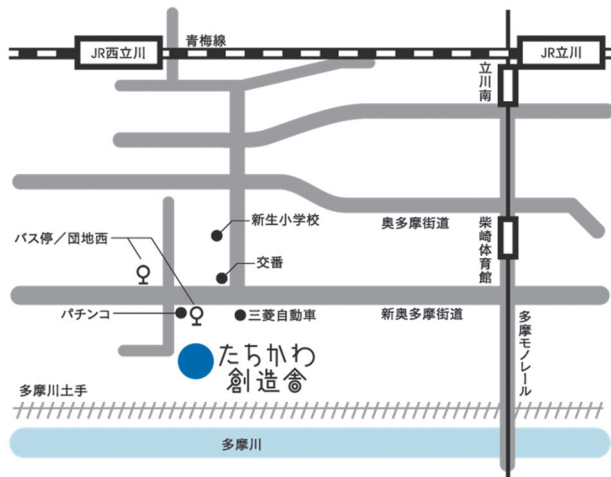 青梅線
JR西立川
JR立川
立川南
新生小学校
奥多摩街道
柴崎体育館
バス停／団地西
交番
パチンコ
三菱自動車
新奥多摩街道
多摩モノレール
たちかわ
創造舎
多摩川土手
多摩川